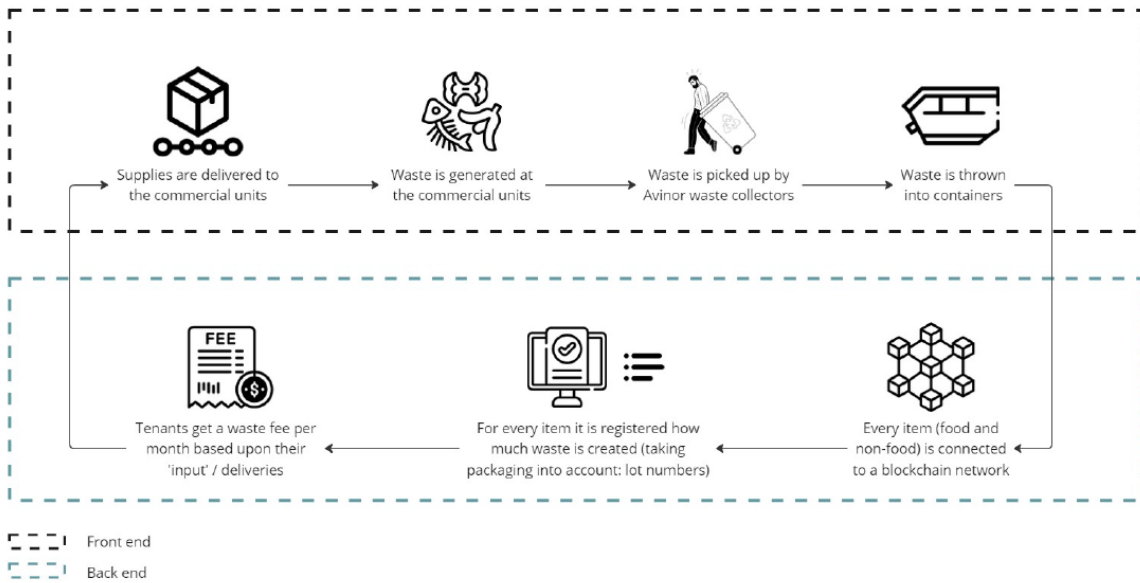 Supplies are delivered to
the commercial units
Waste is generated at
the commercial units
Waste is picked up by
Avinor waste collectors
Waste is thrown
into containers
FEE
$
Tenants get a waste fee per
month based upon their
'input' / deliveries
For every item it is registered how
much waste is created (taking
packaging into account: lot numbers)
Every item (food and
non-food) is connected
to a blockchain network
Front end
Back end